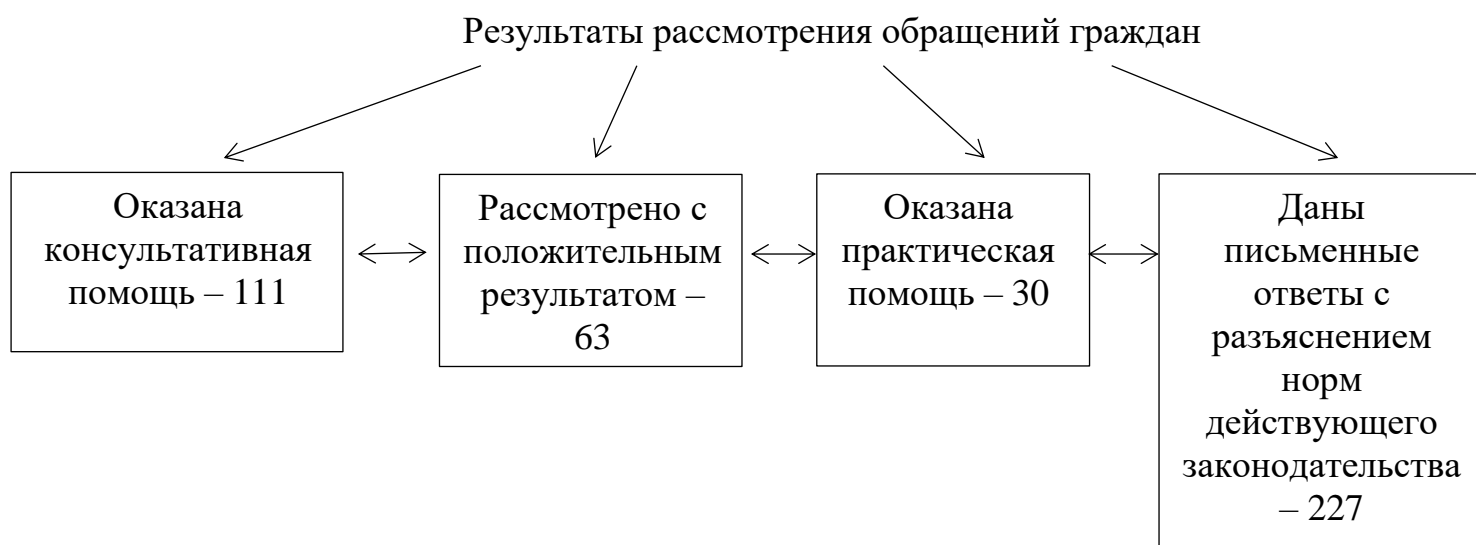 Результаты рассмотрения обращений граждан
Оказана
консультативная
помощь – 111
Рассмотрено с
положительным
результатом –
63
Оказана
практическая
помощь – 30
Даны
письменные
ответы с
разъяснением
норм
действующего
законодательства
– 227